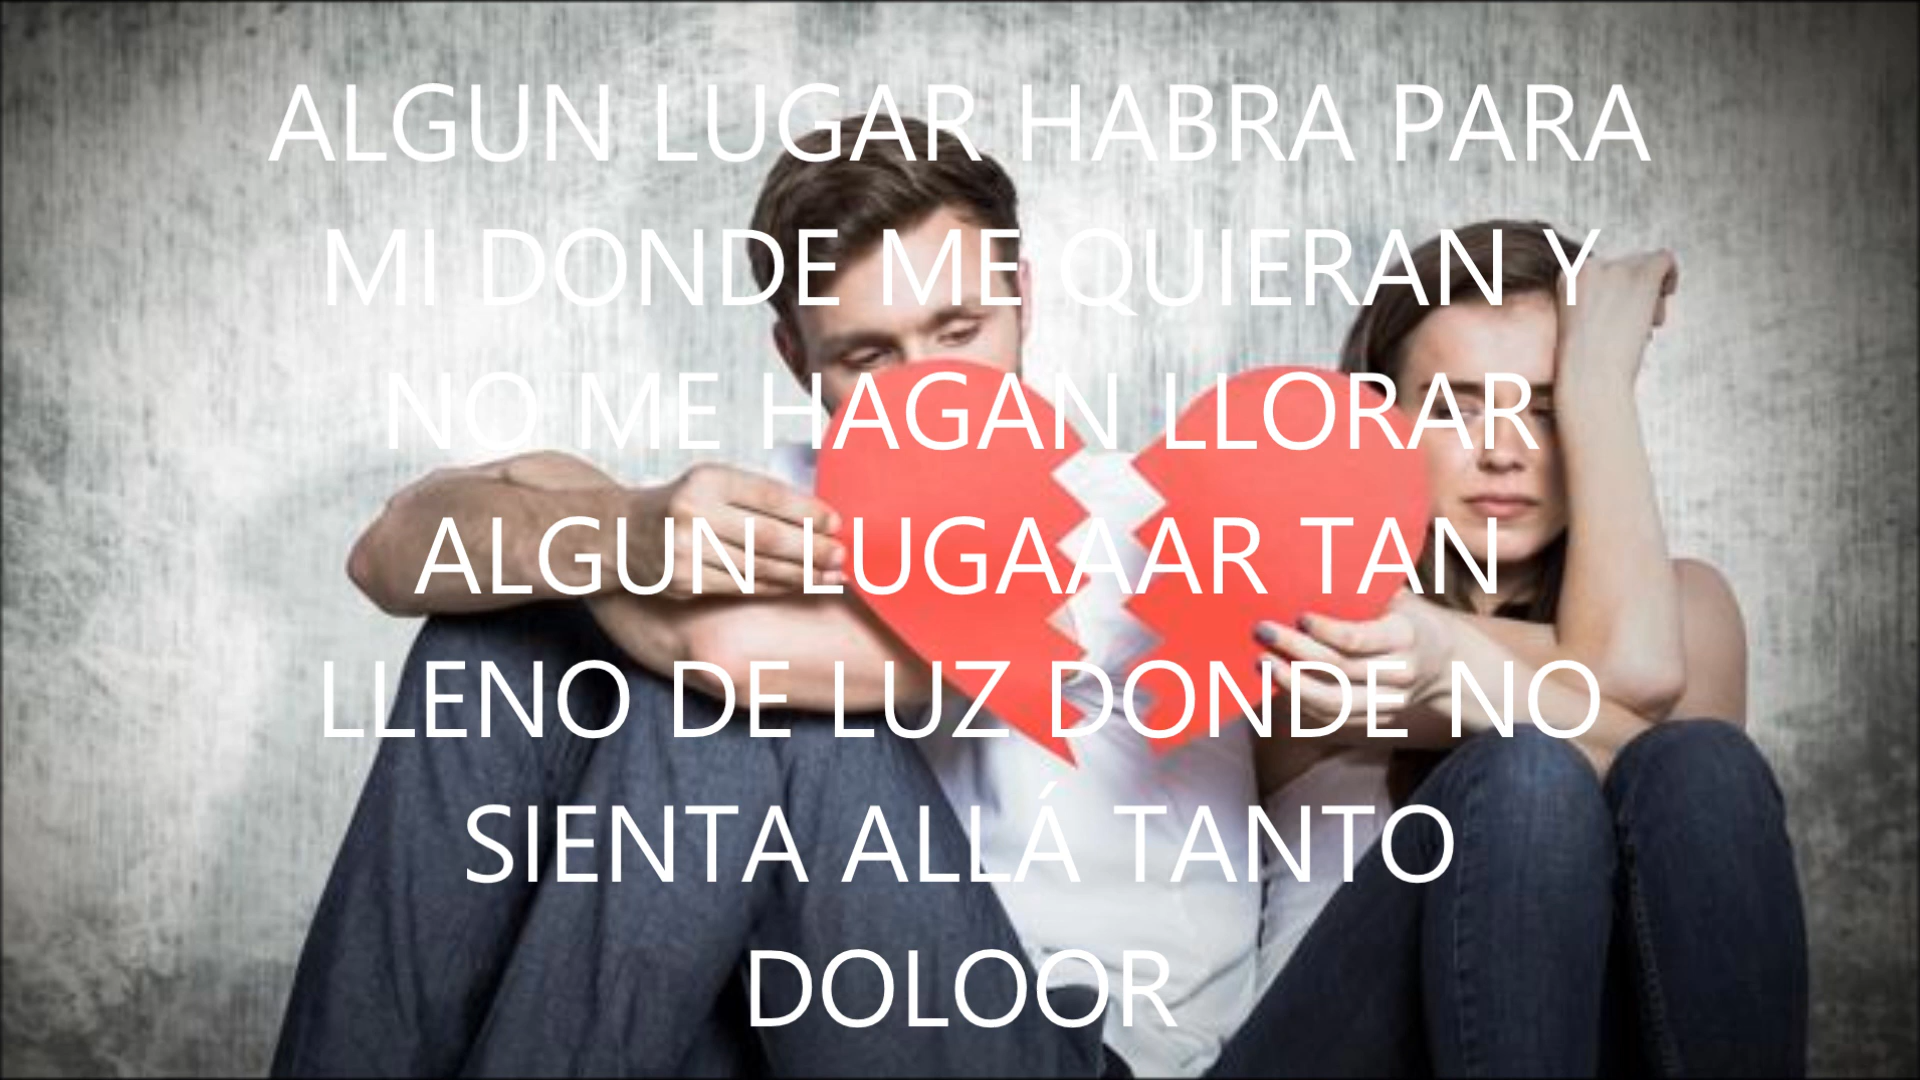 ALGUN LUGAR HABRA PARA
MI DONDE ME QUIERAN Y
NO ME HAGAN LLORAR
ALGUN LUGAAAR TAN
LLENO DE LUZ DONDE NO
SIENTA ALLÁ TANTO
DOLOOR